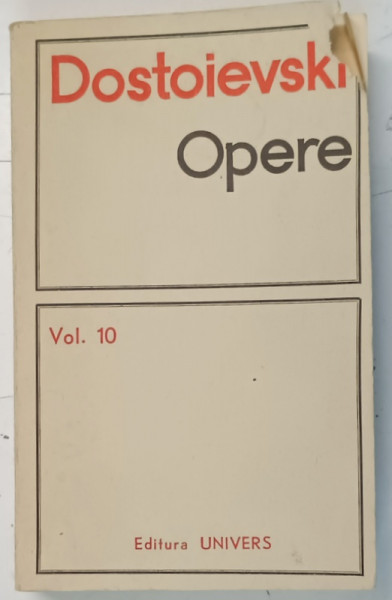 Dostoievski
Opere
Vol. 10
Editura UNIVERS